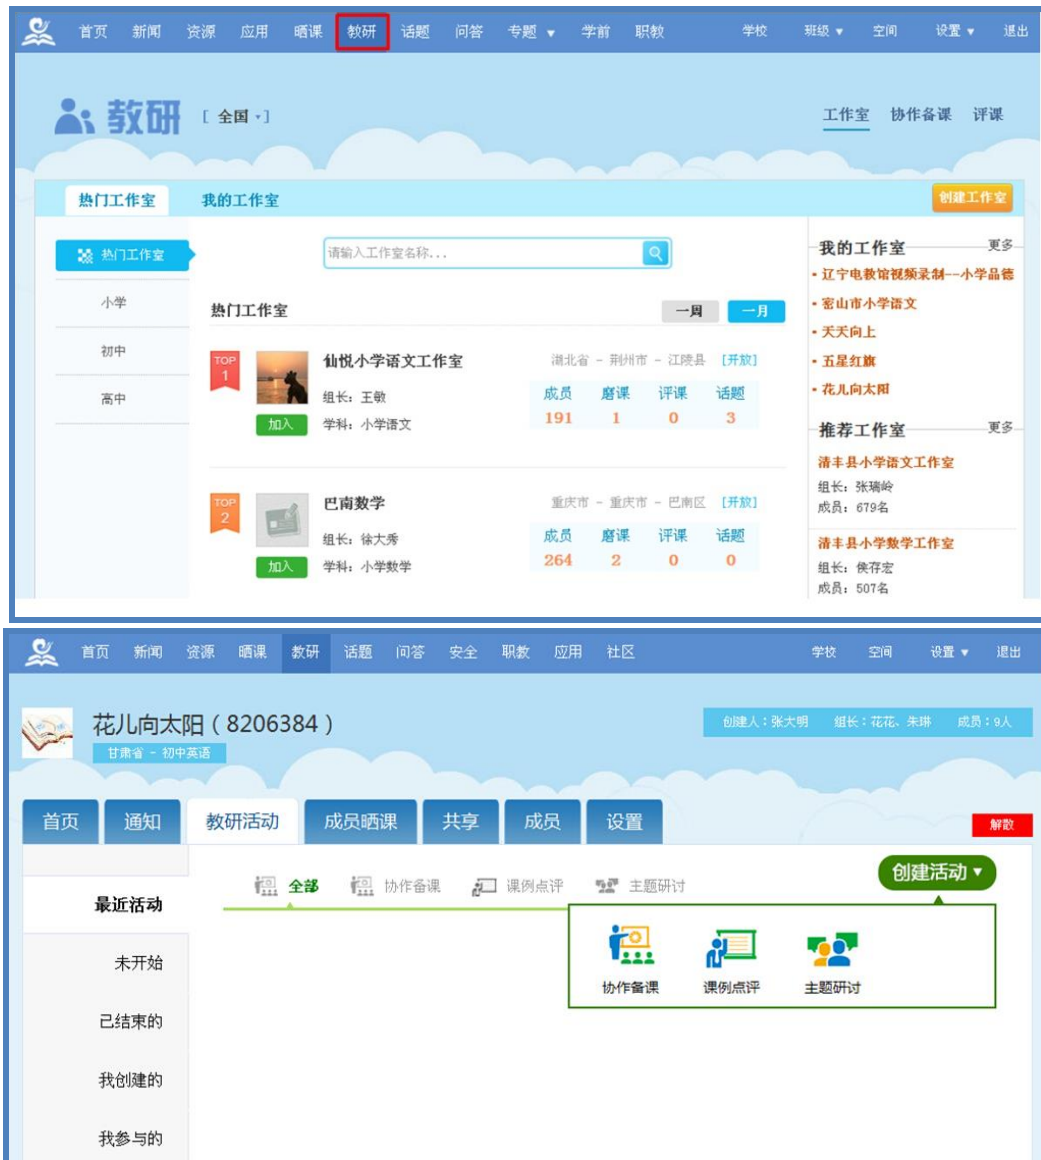 首页 新闻 资源 应用 晒课 教研 话题 问答 专题 ▼ 学前 职教 学校 班级 ▼ 空间 设置 ▼ 退出
教研 [ 全国 ▾]
工作室 协作备课 评课
热门工作室 我的工作室 创建工作室
热门工作室
小学
初中
高中
请输入工作室名称...
热门工作室 一周 一月
TOP 1
仙悦小学语文工作室 湖北省 - 荆州市 - 江陵县 [开放]
组长: 王敏
加入 学科: 小学语文
成员 磨课 评课 话题
191 1 0 3
TOP 2
巴南数学 重庆市 - 重庆市 - 巴南区 [开放]
组长: 徐大秀
加入 学科: 小学数学
成员 磨课 评课 话题
264 2 0 0
我的工作室 更多
• 辽宁电教馆视频录制--小学品德
• 密山市小学语文
• 天天向上
• 五星红旗
• 花儿向太阳
推荐工作室 更多
清丰县小学语文工作室
组长: 张瑞岭
成员: 679名
清丰县小学数学工作室
组长: 侯存宏
成员: 507名
首页 新闻 资源 晒课 教研 话题 问答 安全 职教 应用 社区 学校 空间 设置 ▼ 退出
花儿向太阳 ( 8206384 )
甘肃省 - 初中英语
创建人：张大明 组长：花花、朱琳 成员：9人
首页 通知 教研活动 成员晒课 共享 成员 设置 解散
最近活动
未开始
已结束的
我创建的
我参与的
全部 协作备课 课例点评 主题研讨
创建活动 ▼
协作备课 课例点评 主题研讨